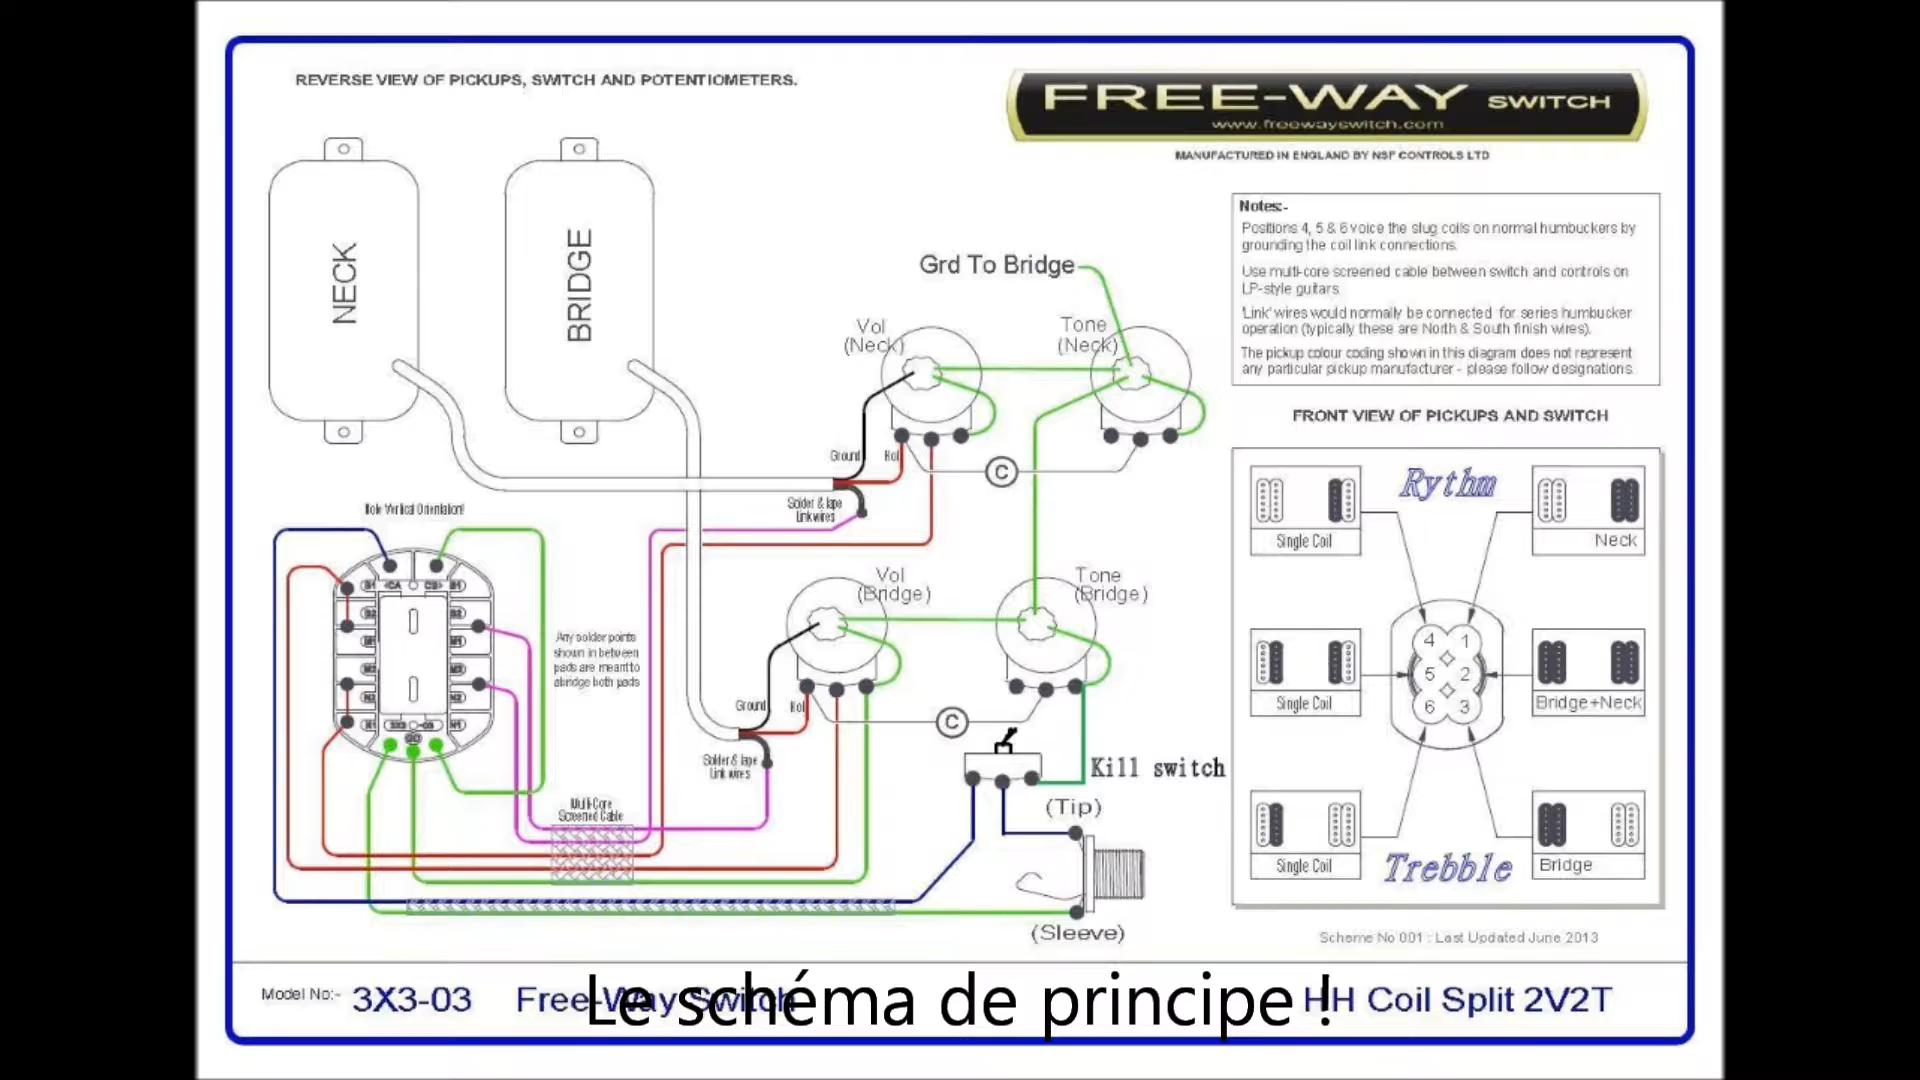 REVERSE VIEW OF PICKUPS, SWITCH AND POTENTIOMETERS.
FREE-WAY SWITCH
www.freewayswitch.com
MANUFACTURED IN ENGLAND BY NSF CONTROLS LTD
NECK
BRIDGE
Notes:-
Positions 4, 5 & 6 voice the slug coils on normal humbuckers by
grounding the coil link connections.
Use multi-core screened cable between switch and controls on
LP-style guitars
'Link' wires would normally be connected for series humbucker
operation (typically these are North & South finish wires).
The pickup colour coding shown in this diagram does not represent
any particular pickup manufacturer - please follow designations.
Grd To Bridge
Vol
(Neck)
Tone
(Neck)
Ground
Hot
C
Solder & tape
Link wires
Note Vertical Orientation!
FRONT VIEW OF PICKUPS AND SWITCH
Rythm
Single Coil
Neck
Single Coil
Bridge+Neck
4 1
5 2
6 3
Single Coil
Bridge
Trebble
Vol
(Bridge)
Tone
(Bridge)
Any solder points
shown in between
pads are meant to
abridge both pads
Ground
Hot
C
Solder & tape
Link wires
Kill switch
(Tip)
Multi-Core
Screened Cable
(Sleeve)
Scheme No 001 : Last Updated June 2013
Model No:- 3X3-03 Free-Way Switch HH Coil Split 2V2T
Le schéma de principe !